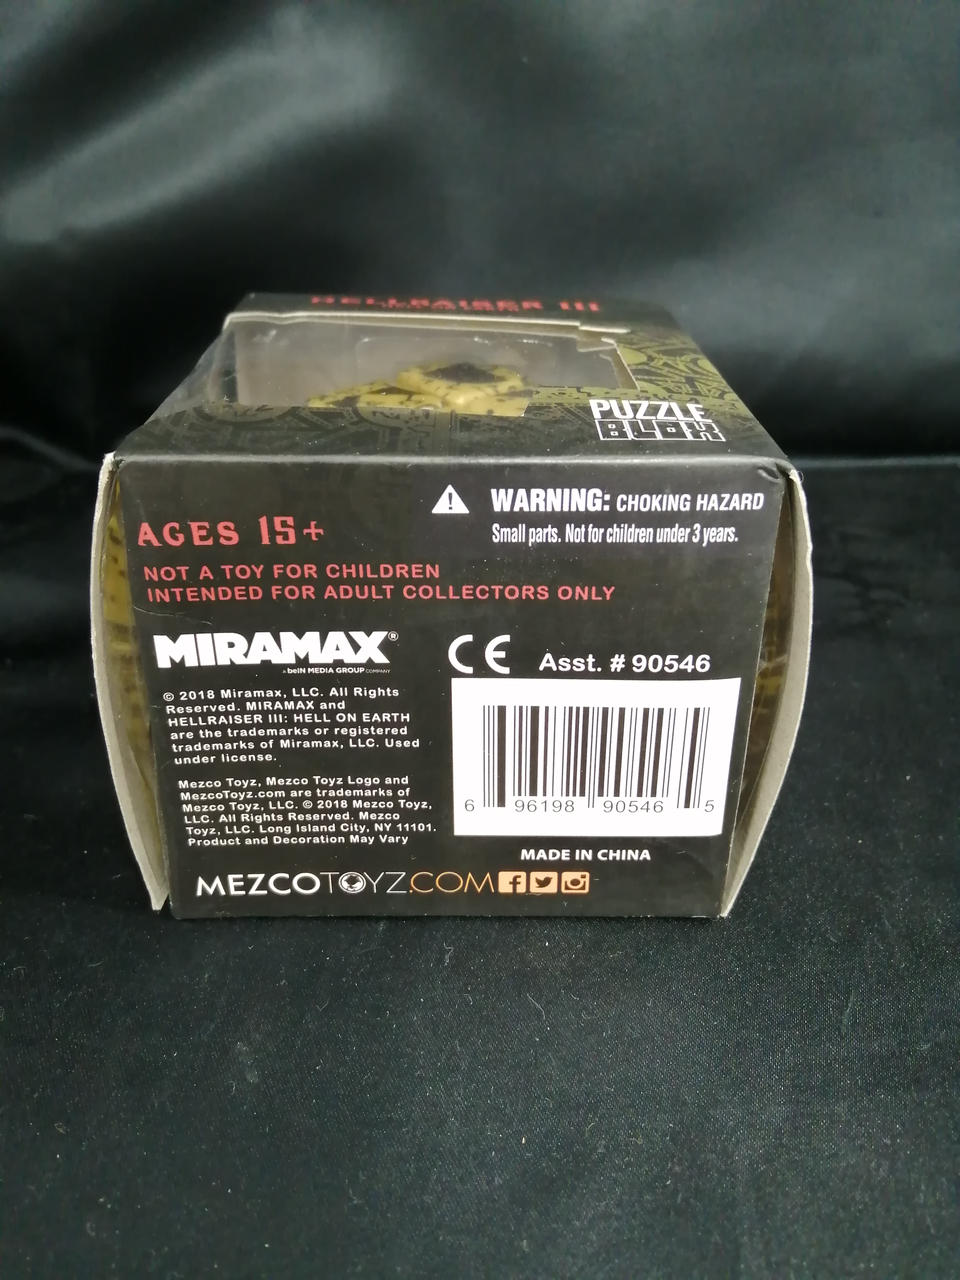 HELLRAISER III
PUZZLE
BLOX
WARNING: CHOKING HAZARD
Small parts. Not for children under 3 years.
AGES 15+
NOT A TOY FOR CHILDREN
INTENDED FOR ADULT COLLECTORS ONLY
MIRAMAX®
a beIN MEDIA GROUP COMPANY
CE Asst. # 90546
© 2018 Miramax, LLC. All Rights
Reserved. MIRAMAX and
HELLRAISER III: HELL ON EARTH
are the trademarks or registered
trademarks of Miramax, LLC. Used
under license.
Mezco Toyz, Mezco Toyz Logo and
MezcoToyz.com are trademarks of
Mezco Toyz, LLC. © 2018 Mezco Toyz,
LLC. All Rights Reserved. Mezco
Toyz, LLC. Long Island City, NY 11101.
Product and Decoration May Vary
6 96198 90546 5
MADE IN CHINA
MEZCOTOYZ.COM